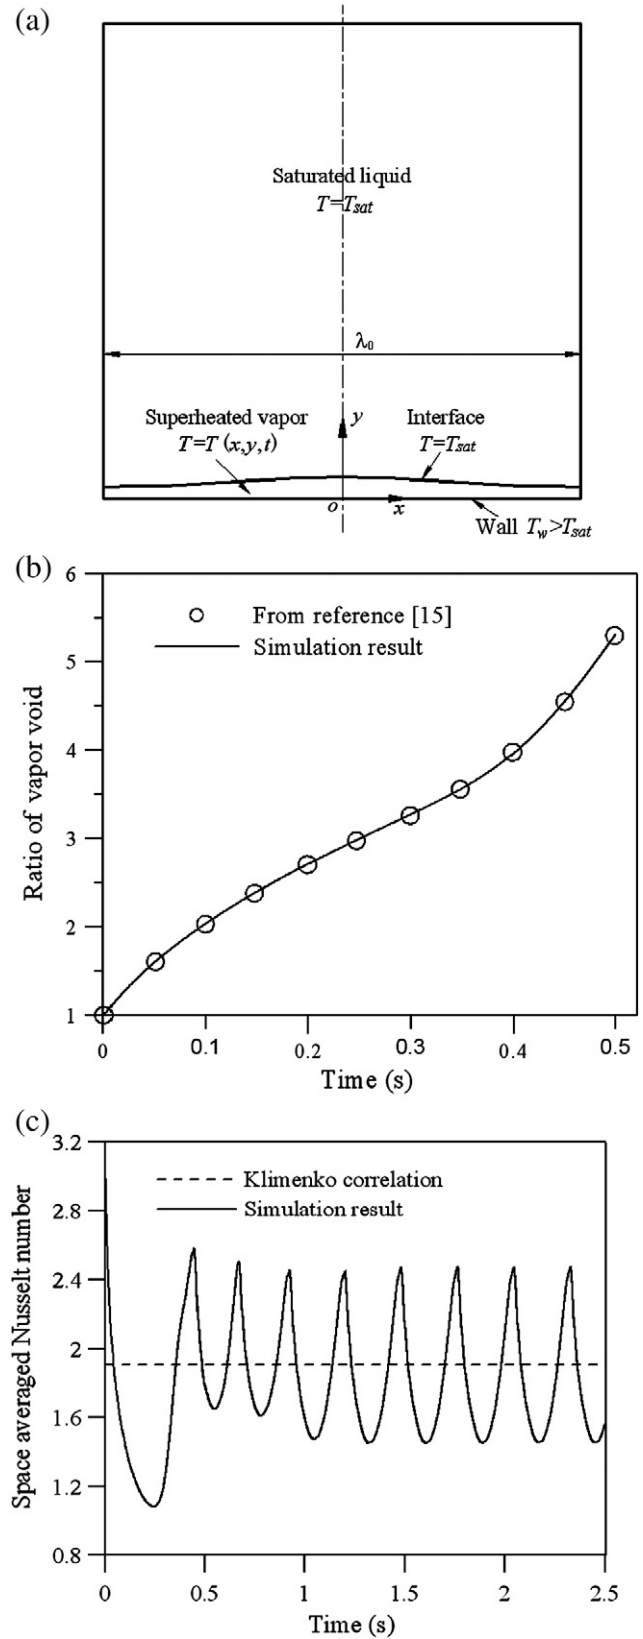 (a)
Saturated liquid
T=Tsat
λ0
Superheated vapor
T=T (x,y,t)
y
Interface
T=Tsat
o
x
Wall Tw>Tsat
(b)
6
5
4
3
2
1
Ratio of vapor void
From reference [15]
Simulation result
0 0.1 0.2 0.3 0.4 0.5
Time (s)
(c)
3.2
2.8
2.4
2
1.6
1.2
0.8
Space averaged Nusselt number
Klimenko correlation
Simulation result
0 0.5 1 1.5 2 2.5
Time (s)